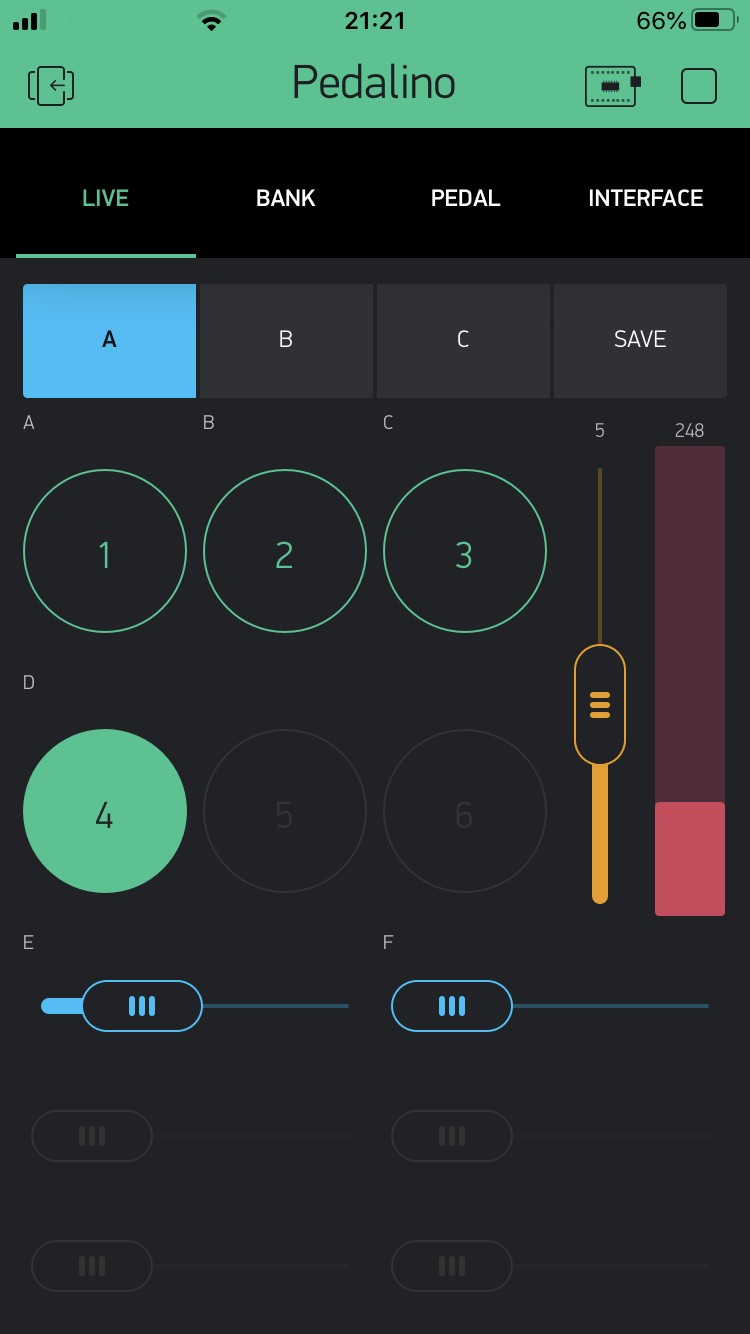 21:21
66%
Pedalino
LIVE BANK PEDAL INTERFACE
A B C SAVE
A B C 5 248
1 2 3
D
4 5 6
E F